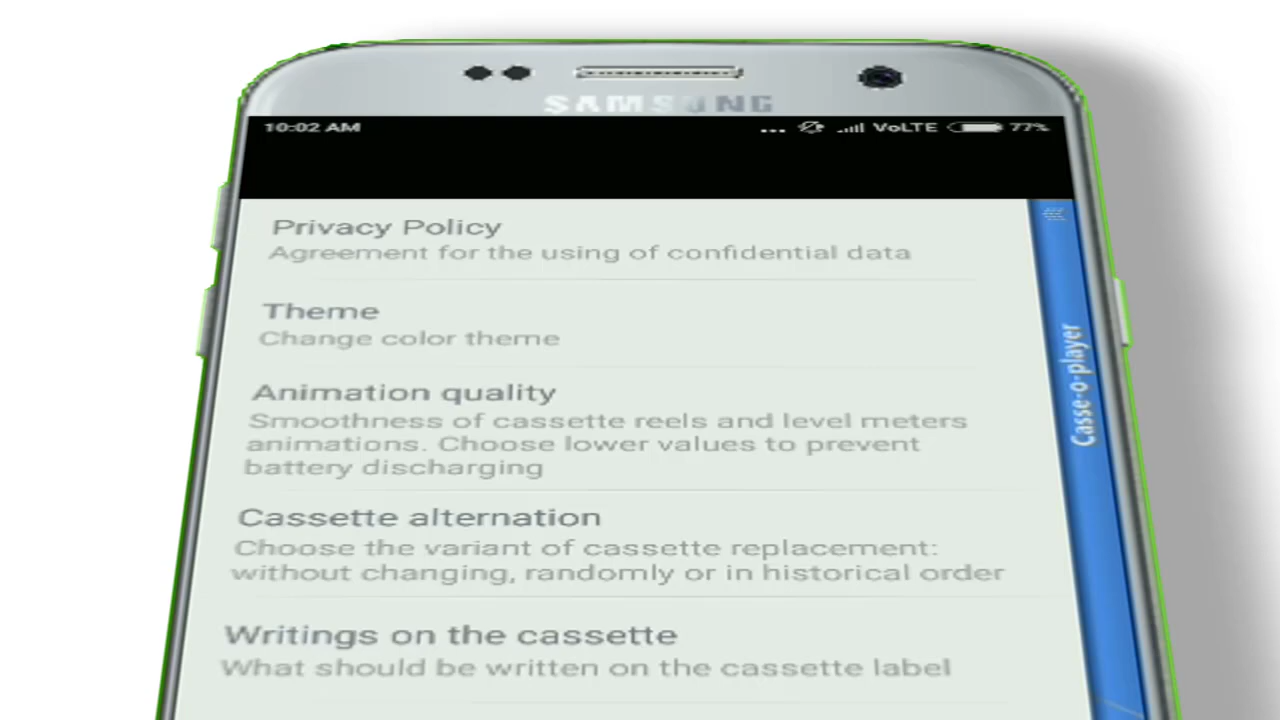 SAMSUNG
10:02 AM
... VoLTE 77%
Privacy Policy
Agreement for the using of confidential data
Theme
Change color theme
Animation quality
Smoothness of cassette reels and level meters
animations. Choose lower values to prevent
battery discharging
Cassette alternation
Choose the variant of cassette replacement:
without changing, randomly or in historical order
Writings on the cassette
What should be written on the cassette label
Casse-o-player